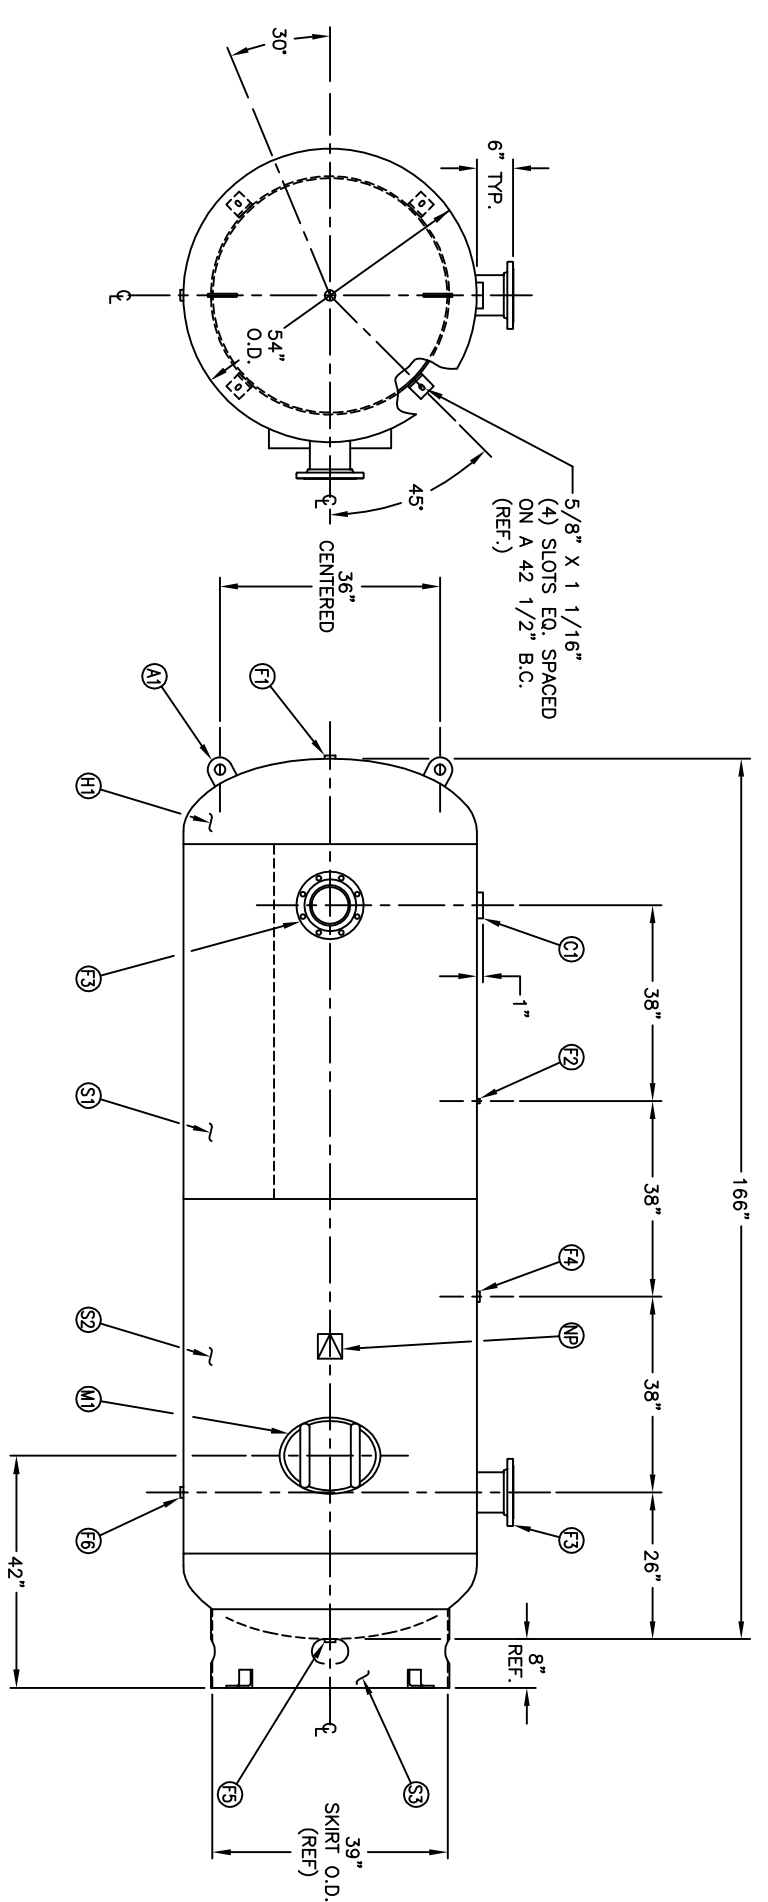 30°
6" TYP.
54"
O.D.
℄
℄
45°
5/8" X 1 1/16"
(4) SLOTS EQ. SPACED
ON A 42 1/2" B.C.
(REF.)
36"
CENTERED
A1
F1
H1
F3
S1
S2
M1
F6
C1
1"
F2
F4
NP
F3
38"
38"
38"
26"
166"
42"
8"
REF.
℄
F5
S3
39"
SKIRT O.D.
(REF)